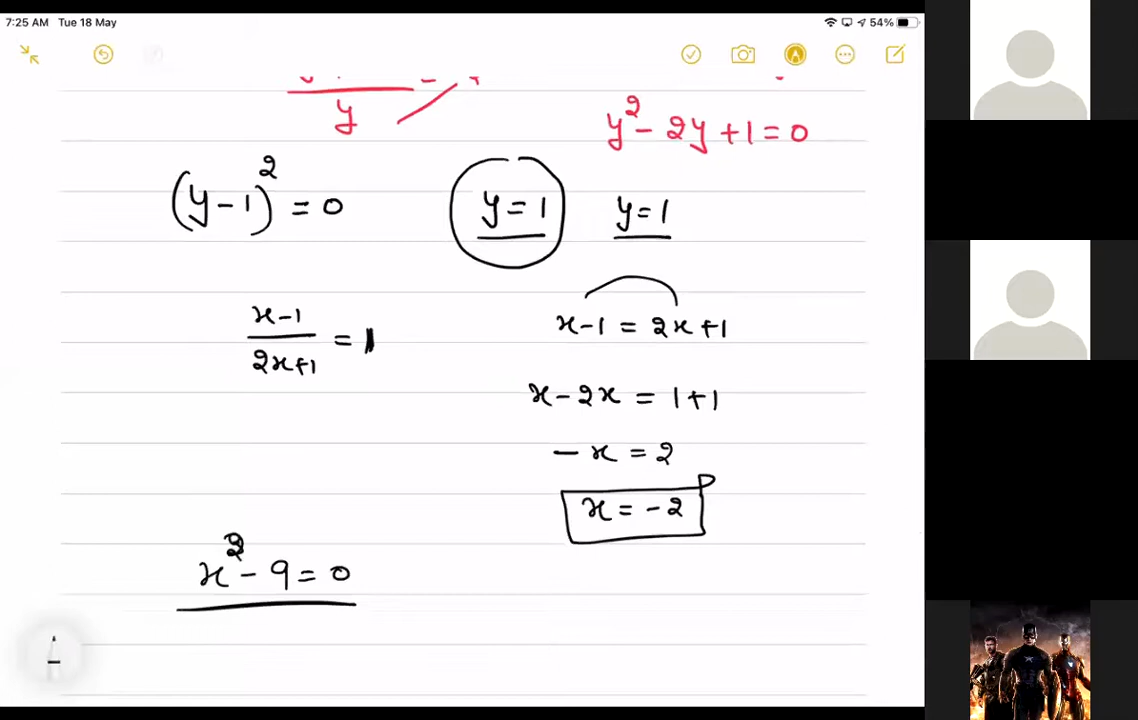 7:25 AM Tue 18 May
54%
y
y² - 2y + 1 = 0
(y - 1)² = 0
y = 1
y = 1
x-1
2x+1
= 1
x-1 = 2x+1
x - 2x = 1+1
- x = 2
x = -2
x² - 9 = 0